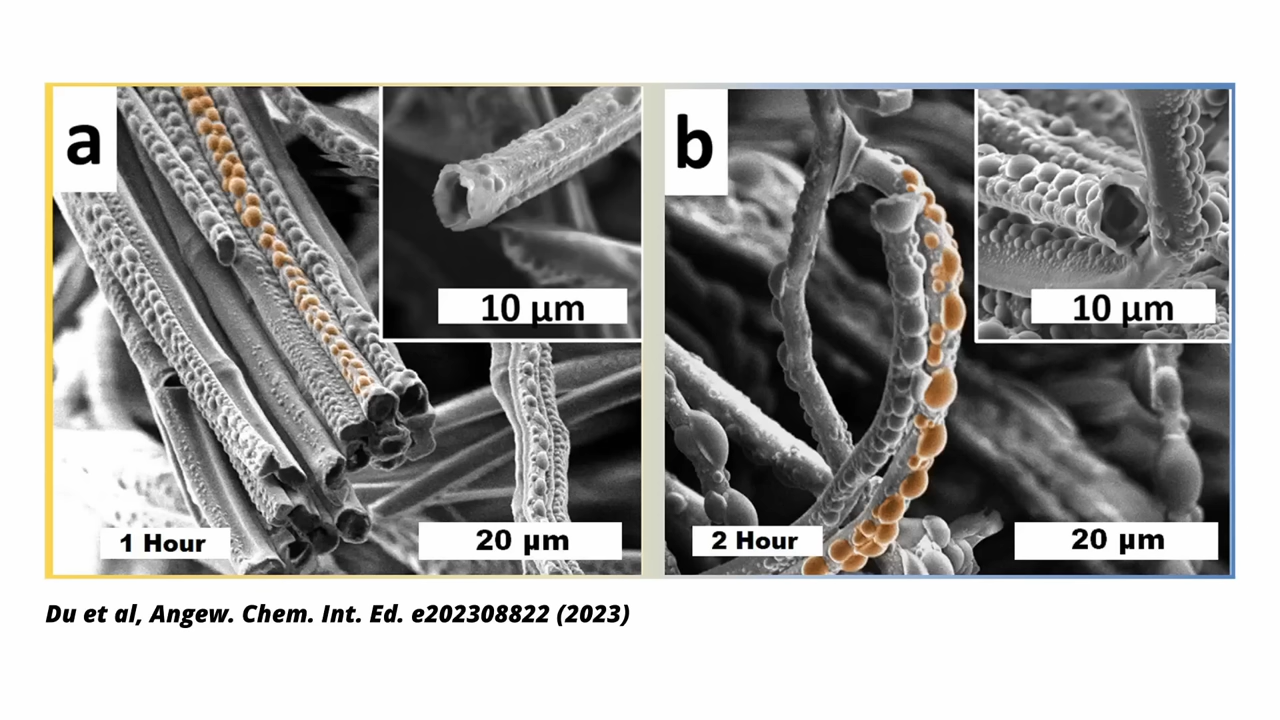 a
10 µm
1 Hour
20 µm
b
10 µm
2 Hour
20 µm
Du et al, Angew. Chem. Int. Ed. e202308822 (2023)